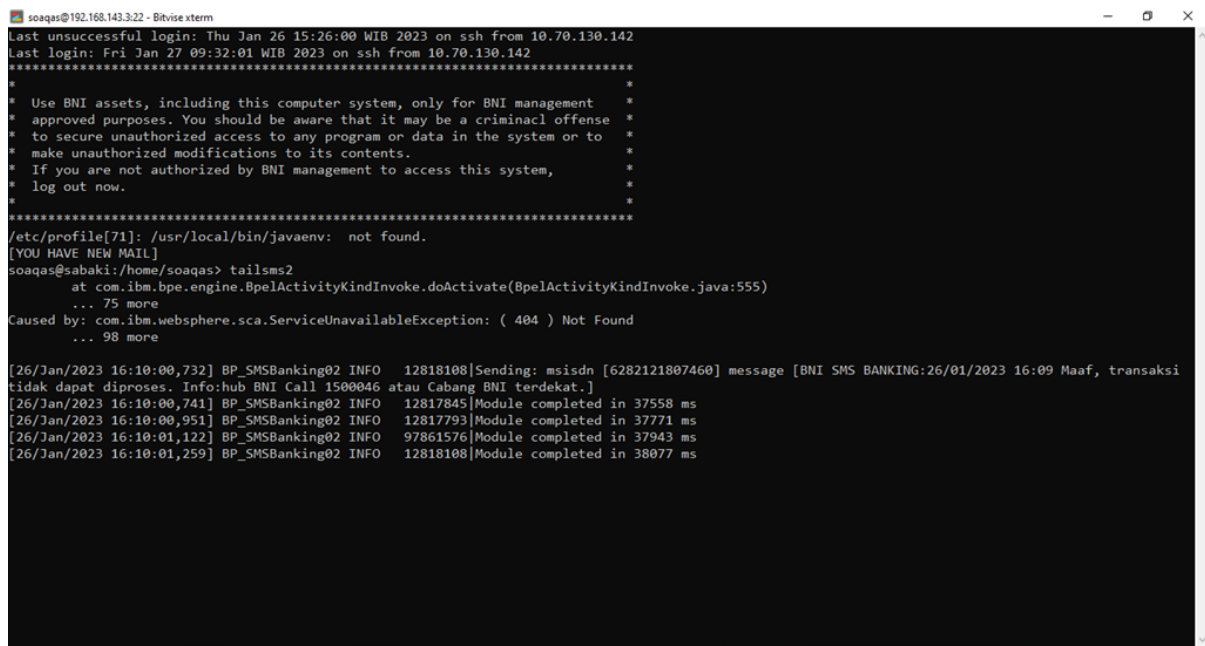 soaqas@192.168.143.3:22 - Bitvise xterm
Last unsuccessful login: Thu Jan 26 15:26:00 WIB 2023 on ssh from 10.70.130.142
Last login: Fri Jan 27 09:32:01 WIB 2023 on ssh from 10.70.130.142
*******************************************************************************
*                                                                             *
*  Use BNI assets, including this computer system, only for BNI management    *
*  approved purposes. You should be aware that it may be a criminacl offense  *
*  to secure unauthorized access to any program or data in the system or to   *
*  make unauthorized modifications to its contents.                           *
*  If you are not authorized by BNI management to access this system,         *
*  log out now.                                                               *
*                                                                             *
*******************************************************************************
/etc/profile[71]: /usr/local/bin/javaenv:  not found.
[YOU HAVE NEW MAIL]
soaqas@sabaki:/home/soaqas> tailsms2
        at com.ibm.bpe.engine.BpelActivityKindInvoke.doActivate(BpelActivityKindInvoke.java:555)
        ... 75 more
Caused by: com.ibm.websphere.sca.ServiceUnavailableException: ( 404 ) Not Found
        ... 98 more
[26/Jan/2023 16:10:00,732] BP_SMSBanking02 INFO   12818108|Sending: msisdn [6282121807460] message [BNI SMS BANKING:26/01/2023 16:09 Maaf, transaksi
tidak dapat diproses. Info:hub BNI Call 1500046 atau Cabang BNI terdekat.]
[26/Jan/2023 16:10:00,741] BP_SMSBanking02 INFO   12817845|Module completed in 37558 ms
[26/Jan/2023 16:10:00,951] BP_SMSBanking02 INFO   12817793|Module completed in 37771 ms
[26/Jan/2023 16:10:01,122] BP_SMSBanking02 INFO   97861576|Module completed in 37943 ms
[26/Jan/2023 16:10:01,259] BP_SMSBanking02 INFO   12818108|Module completed in 38077 ms